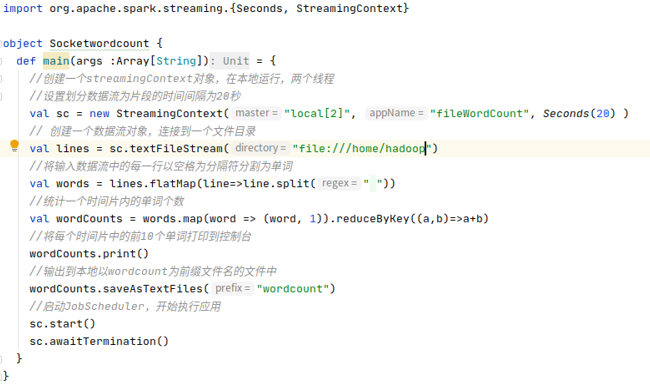 import org.apache.spark.streaming.{Seconds, StreamingContext}
object Socketwordcount {
def main(args :Array[String]): Unit = {
//创建一个streamingContext对象，在本地运行，两个线程
//设置划分数据流为片段的时间间隔为20秒
val sc = new StreamingContext( master = "local[2]", appName = "fileWordCount", Seconds(20) )
// 创建一个数据流对象，连接到一个文件目录
val lines = sc.textFileStream( directory = "file:///home/hadoop")
//将输入数据流中的每一行以空格为分隔符分割为单词
val words = lines.flatMap(line=>line.split( regex = " "))
//统计一个时间片内的单词个数
val wordCounts = words.map(word => (word, 1)).reduceByKey((a,b)=>a+b)
//将每个时间片中的前10个单词打印到控制台
wordCounts.print()
//输出到本地以wordcount为前缀文件名的文件中
wordCounts.saveAsTextFiles( prefix = "wordcount")
//启动JobScheduler，开始执行应用
sc.start()
sc.awaitTermination()
}
}